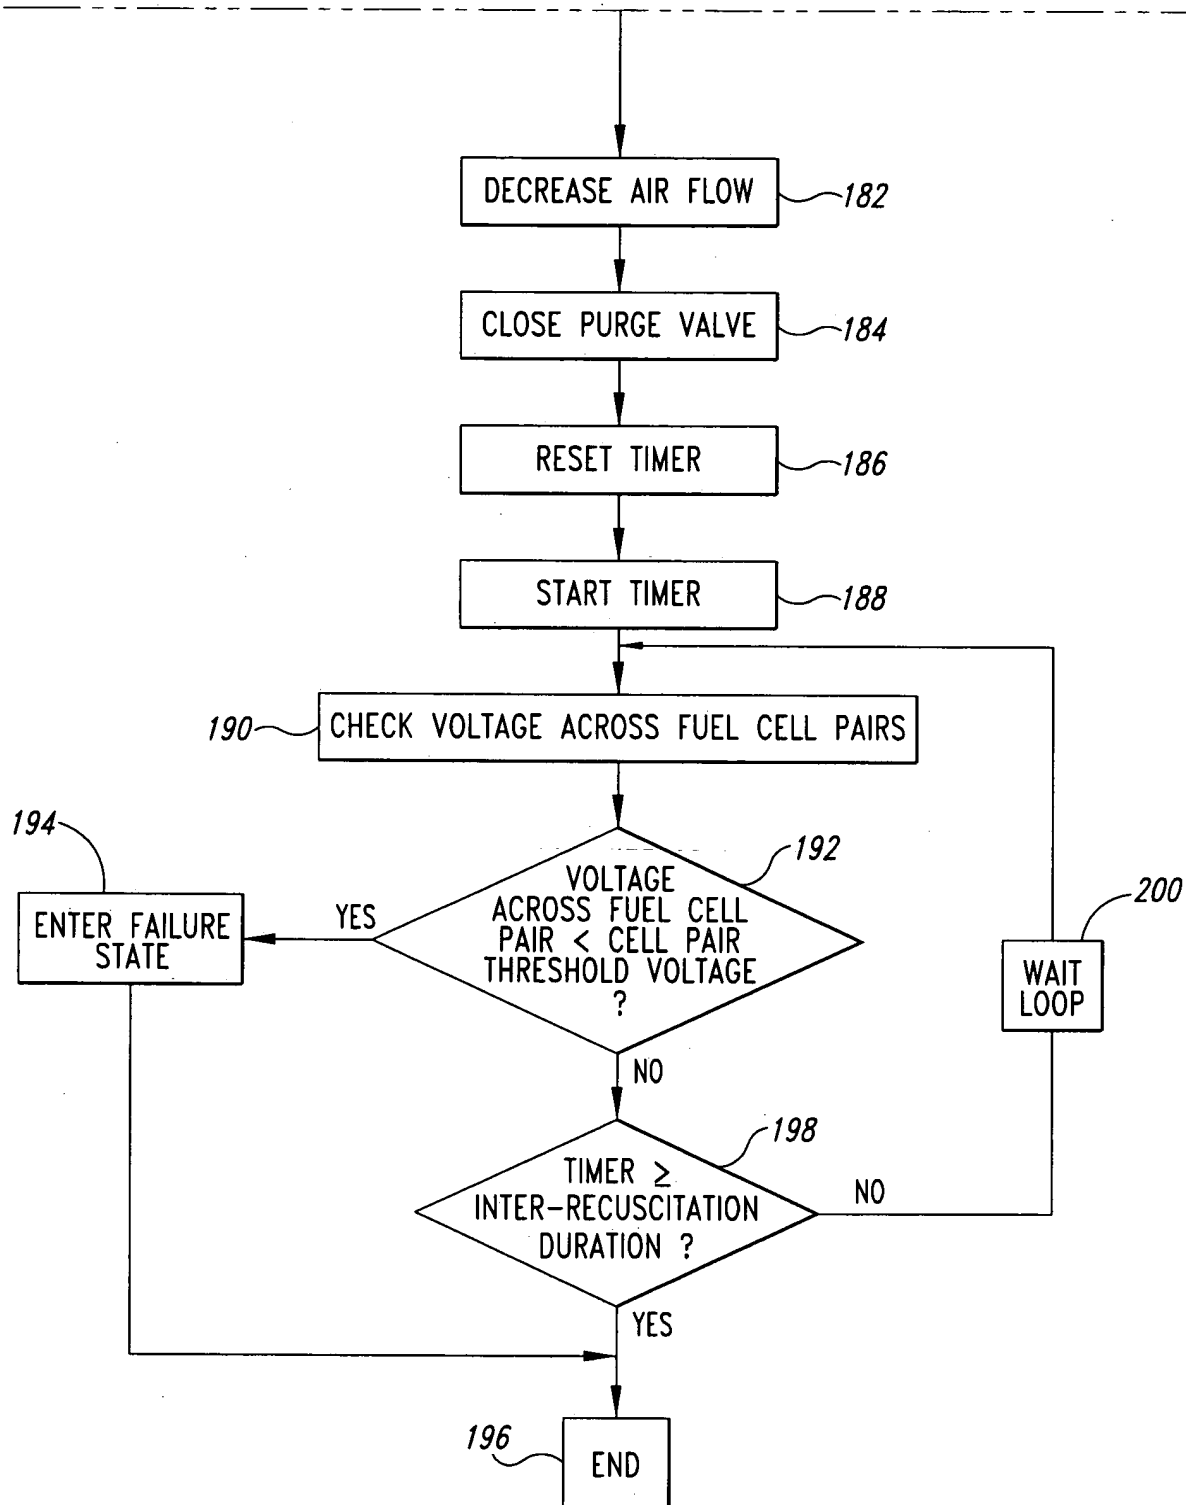 DECREASE AIR FLOW
182
CLOSE PURGE VALVE
184
RESET TIMER
186
START TIMER
188
190
CHECK VOLTAGE ACROSS FUEL CELL PAIRS
194
192
VOLTAGE
ACROSS FUEL CELL
PAIR < CELL PAIR
THRESHOLD VOLTAGE
?
200
YES
ENTER FAILURE
STATE
WAIT
LOOP
NO
198
TIMER ≥
INTER-RECUSCITATION
DURATION ?
NO
YES
196
END